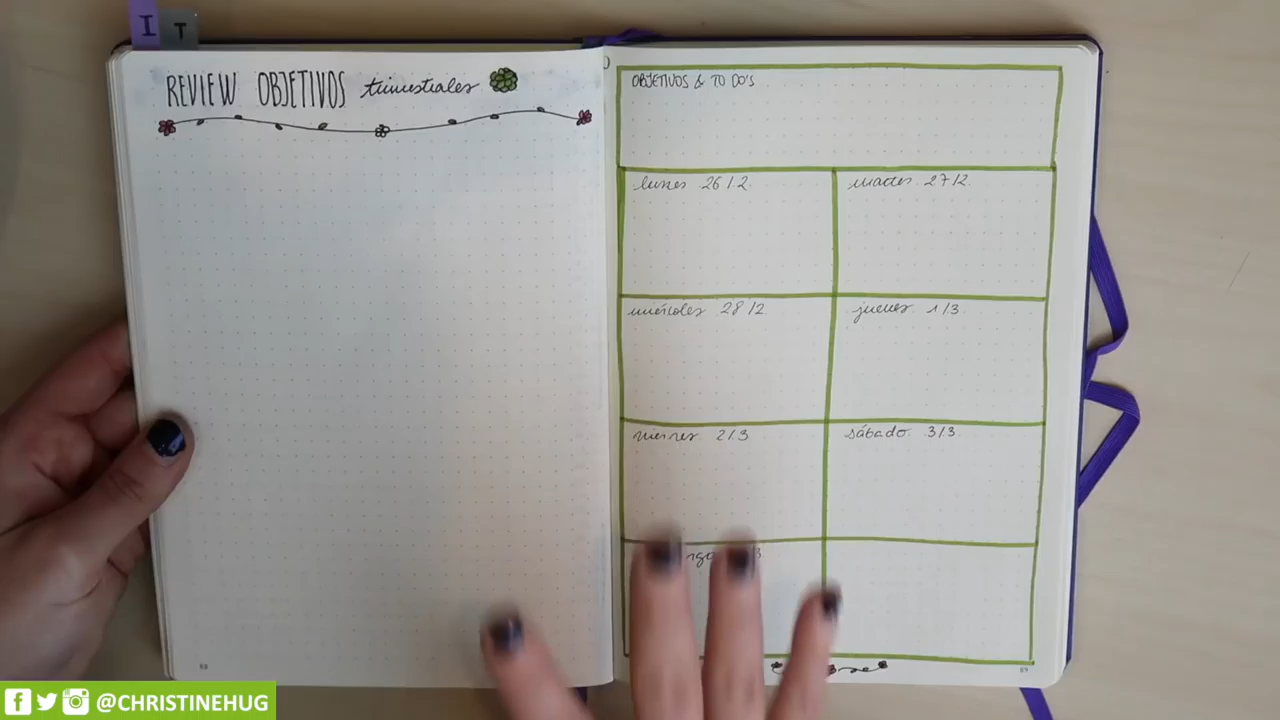 I
T
REVIEW OBJETIVOS trimestrales
OBJETIVOS & TO DO'S
lunes 26/2
martes 27/2
miércoles 28/2
jueves 1/3
viernes 2/3
sábado 3/3
@CHRISTINEHUG